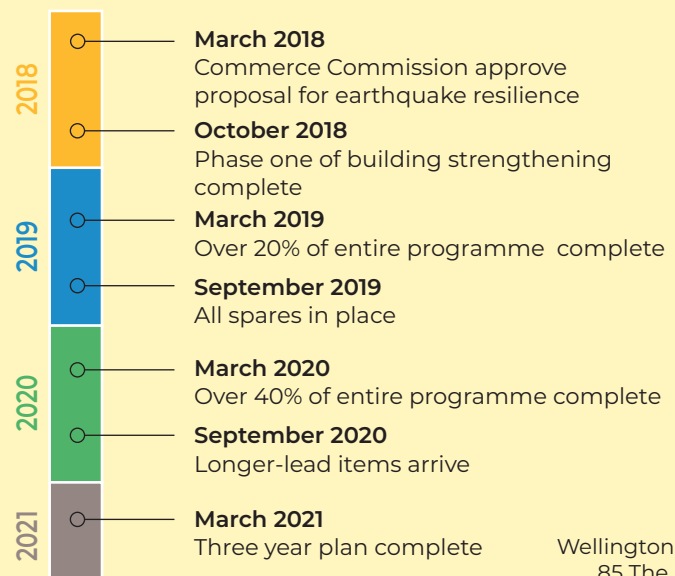 2018
March 2018
Commerce Commission approve
proposal for earthquake resilience
October 2018
Phase one of building strengthening
complete
2019
March 2019
Over 20% of entire programme complete
September 2019
All spares in place
2020
March 2020
Over 40% of entire programme complete
September 2020
Longer-lead items arrive
2021
March 2021
Three year plan complete
Wellington
85 The